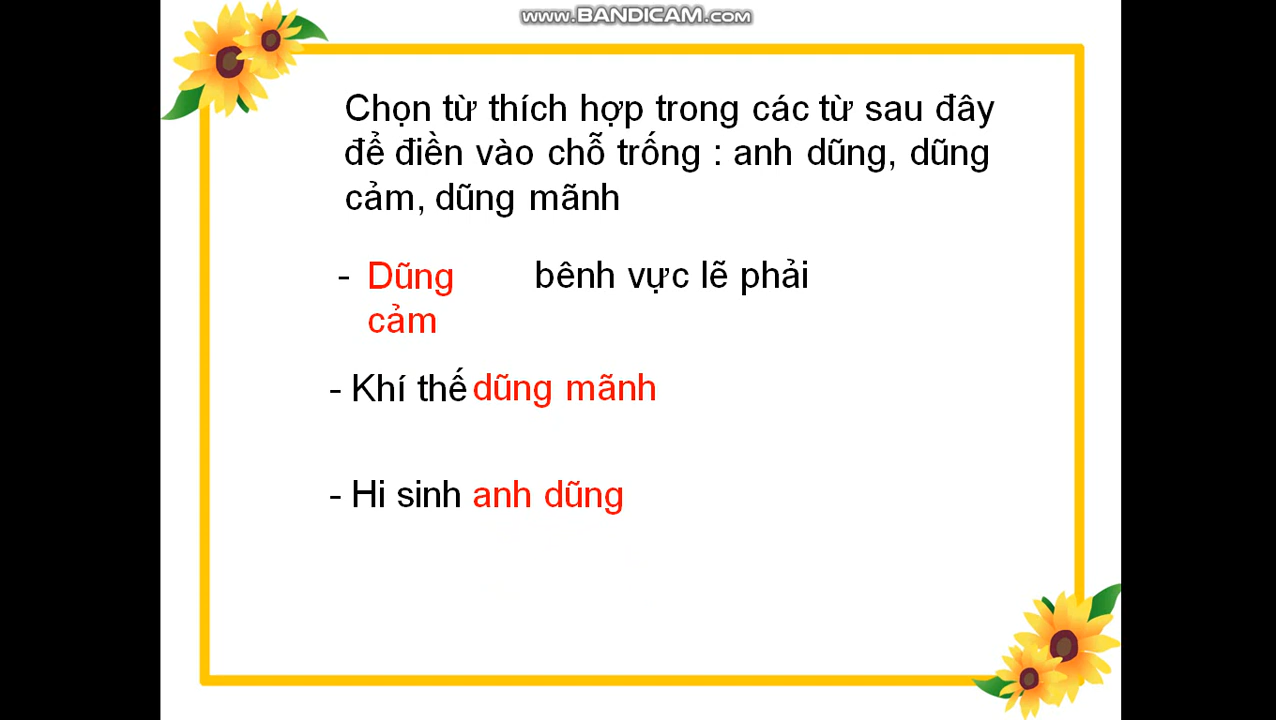 www.BANDICAM.com
Chọn từ thích hợp trong các từ sau đây
để điền vào chỗ trống : anh dũng, dũng
cảm, dũng mãnh
- Dũng bênh vực lẽ phải
cảm
- Khí thế dũng mãnh
- Hi sinh anh dũng